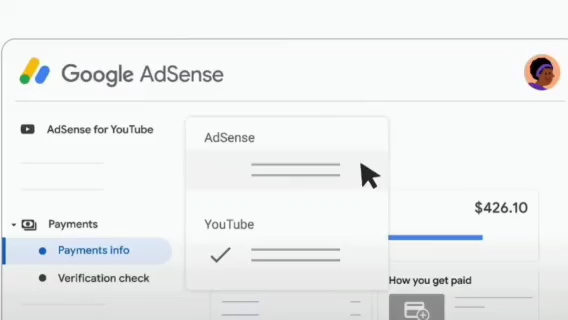 Google AdSense
AdSense for YouTube
AdSense
YouTube
Payments
Payments info
Verification check
$426.10
How you get paid